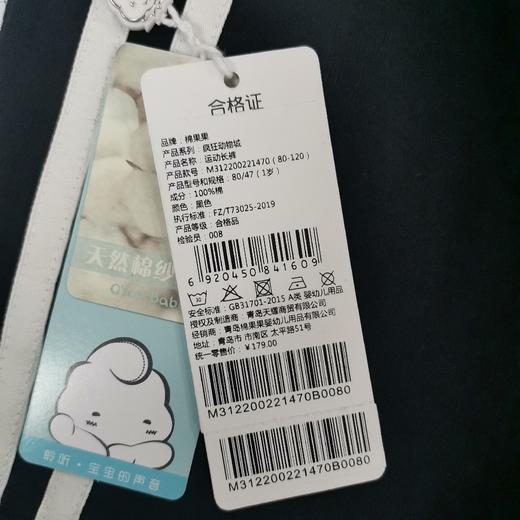 合格证
品牌：棉果果
产品系列：疯狂动物城
产品名称：运动长裤
产品款号：M312200221470(80-120)
产品型号和规格：80/47(1岁)
成分：100%棉
颜色：黑色
执行标准：FZ/T73025-2019
产品等级：合格品
检验员：008
6 920450 841609
安全标准：GB31701-2015 A类 婴幼儿用品
授权及制造商：青岛天耀商贸有限公司
经销商：青岛棉果果婴幼儿用品有限公司
地址：青岛市 市南区 太平路51号
统一零售价：¥179.00
M312200221470B0080
M312200221470B0080
天然棉纱
聆听·宝宝的声音